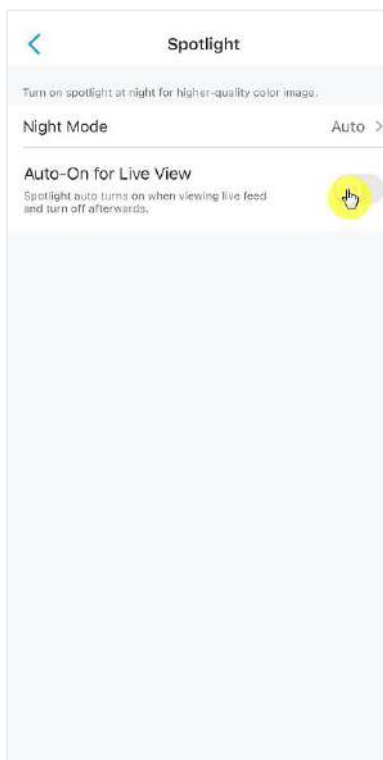 Spotlight
Turn on spotlight at night for higher-quality color image.
Night Mode
Auto
Auto-On for Live View
Spotlight auto turns on when viewing live feed
and turn off afterwards.